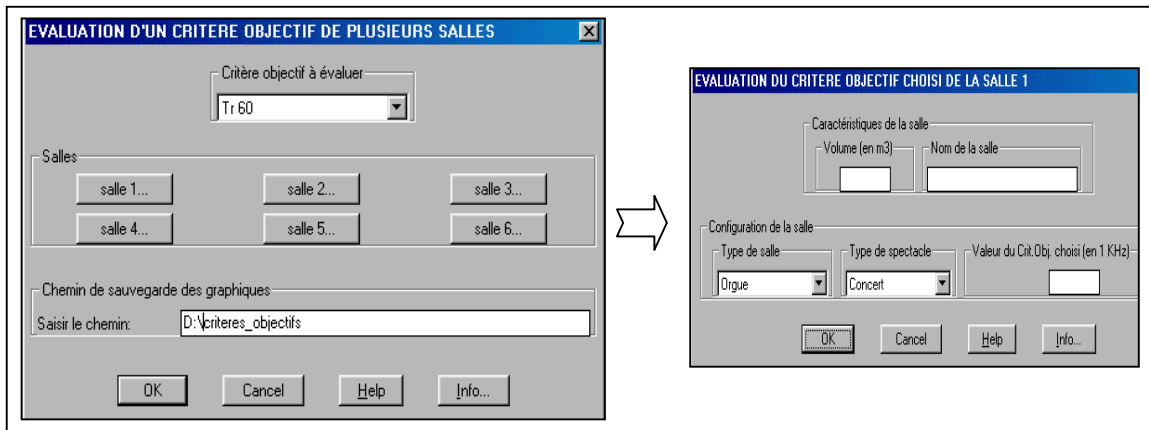 EVALUATION D'UN CRITERE OBJECTIF DE PLUSIEURS SALLES
Critère objectif à évaluer
Tr 60
Salles
salle 1... salle 2... salle 3...
salle 4... salle 5... salle 6...
Chemin de sauvegarde des graphiques
Saisir le chemin: D:\criteres_objectifs
OK Cancel Help Info...
EVALUATION DU CRITERE OBJECTIF CHOISI DE LA SALLE 1
Caractéristiques de la salle
Volume (en m3) Nom de la salle
Configuration de la salle
Type de salle Type de spectacle Valeur du Crit.Obj. choisi (en 1 KHz)
Orgue Concert
OK Cancel Help Info...